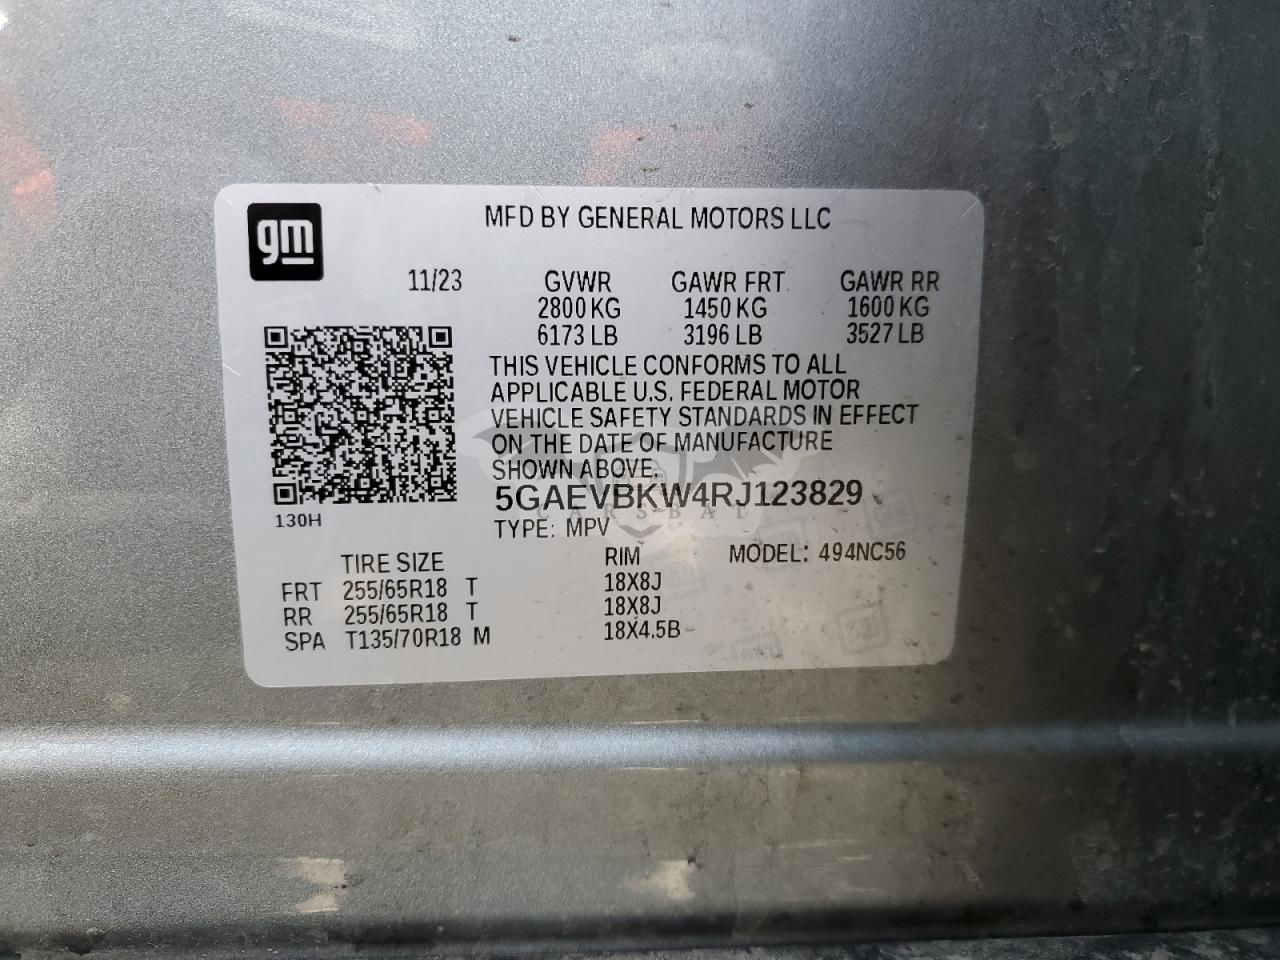 gm
MFD BY GENERAL MOTORS LLC
11/23 GVWR GAWR FRT GAWR RR
2800 KG 1450 KG 1600 KG
6173 LB 3196 LB 3527 LB
THIS VEHICLE CONFORMS TO ALL
APPLICABLE U.S. FEDERAL MOTOR
VEHICLE SAFETY STANDARDS IN EFFECT
ON THE DATE OF MANUFACTURE
SHOWN ABOVE.
5GAEVBKW4RJ123829
CARSBAT
130H
TYPE: MPV
TIRE SIZE RIM MODEL: 494NC56
FRT 255/65R18 T 18X8J
RR 255/65R18 T 18X8J
SPA T135/70R18 M 18X4.5B